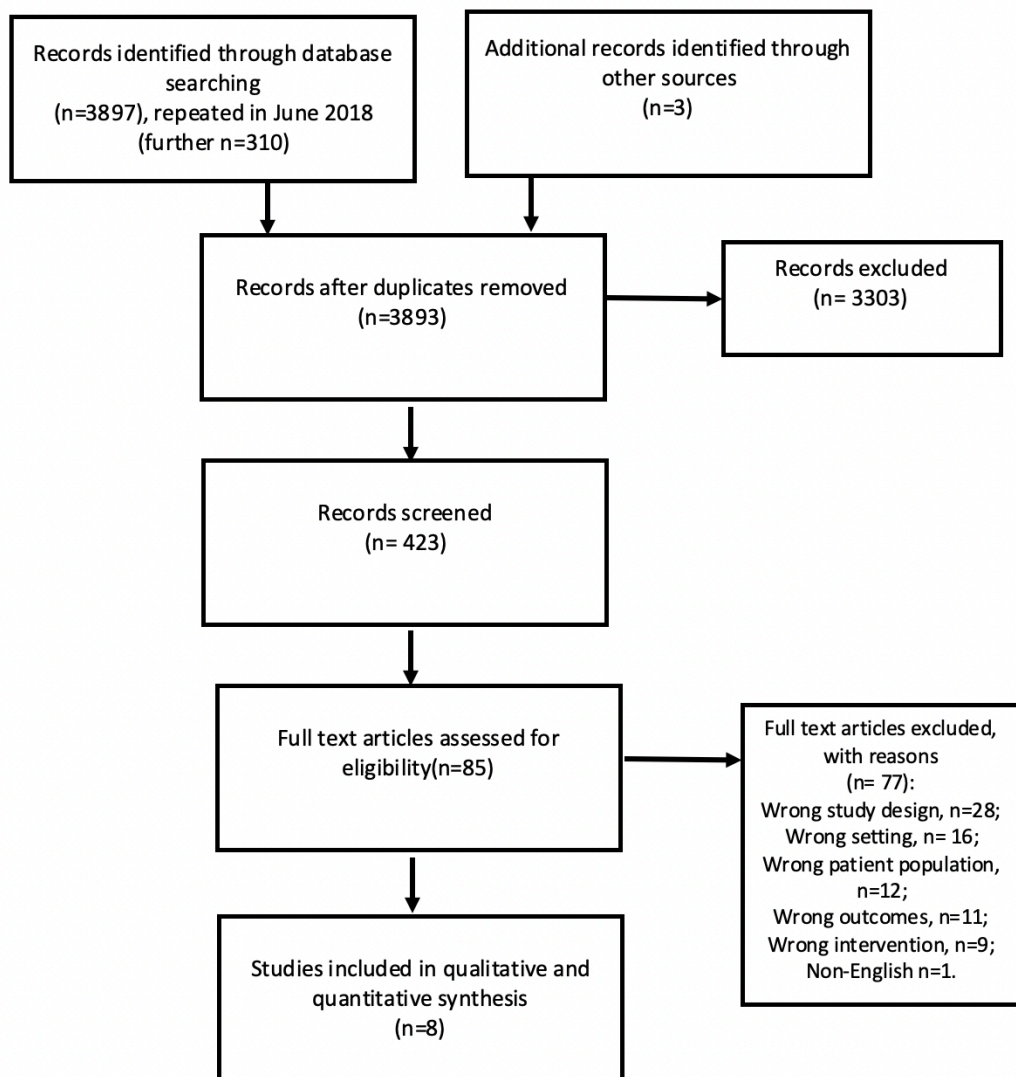 Records identified through database
searching
(n=3897), repeated in June 2018
(further n=310)
Additional records identified through
other sources
(n=3)
Records after duplicates removed
(n=3893)
Records excluded
(n= 3303)
Records screened
(n= 423)
Full text articles assessed for
eligibility(n=85)
Full text articles excluded,
with reasons
(n= 77):
Wrong study design, n=28;
Wrong setting, n= 16;
Wrong patient population,
n=12;
Wrong outcomes, n=11;
Wrong intervention, n=9;
Non-English n=1.
Studies included in qualitative and
quantitative synthesis
(n=8)